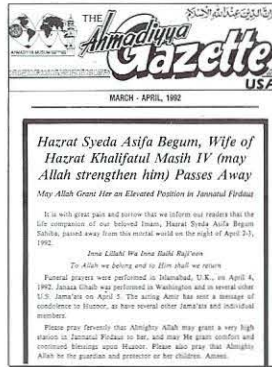 إن الدين عند الله الإسلام
THE
Ahmadiyya
Gazette
USA
MARCH - APRIL, 1992
Hazrat Syeda Asifa Begum, Wife of
Hazrat Khalifatul Masih IV (may
Allah strengthen him) Passes Away
May Allah Grant Her an Elevated Position in Jannatul Firdaus
It is with great pain and sorrow that we inform our readers that the
life companion of our beloved Imam, Hazrat Syeda Asifa Begum
Sahiba, passed away from this mortal world on the night of April 2-3,
1992.
Inna Lillahi Wa Inna Ilaihi Raji'oon
To Allah we belong and to Him shall we return
Funeral prayers were performed in Islamabad, U.K., on April 4,
1992. Janaza Ghaib was performed in Washington and in several other
U.S. Jama'ats on April 5. The acting Amir has sent a message of
condolence to Huzoor, as have several other Jama'ats and individual
members.
Please pray fervently that Almighty Allah may grant a very high
station in Jannatul Firdaus to her, and may He grant comfort and
continued blessings upon Huzoor. Please also pray that Almighty
Allah be the guardian and protector or her children. Ameen.